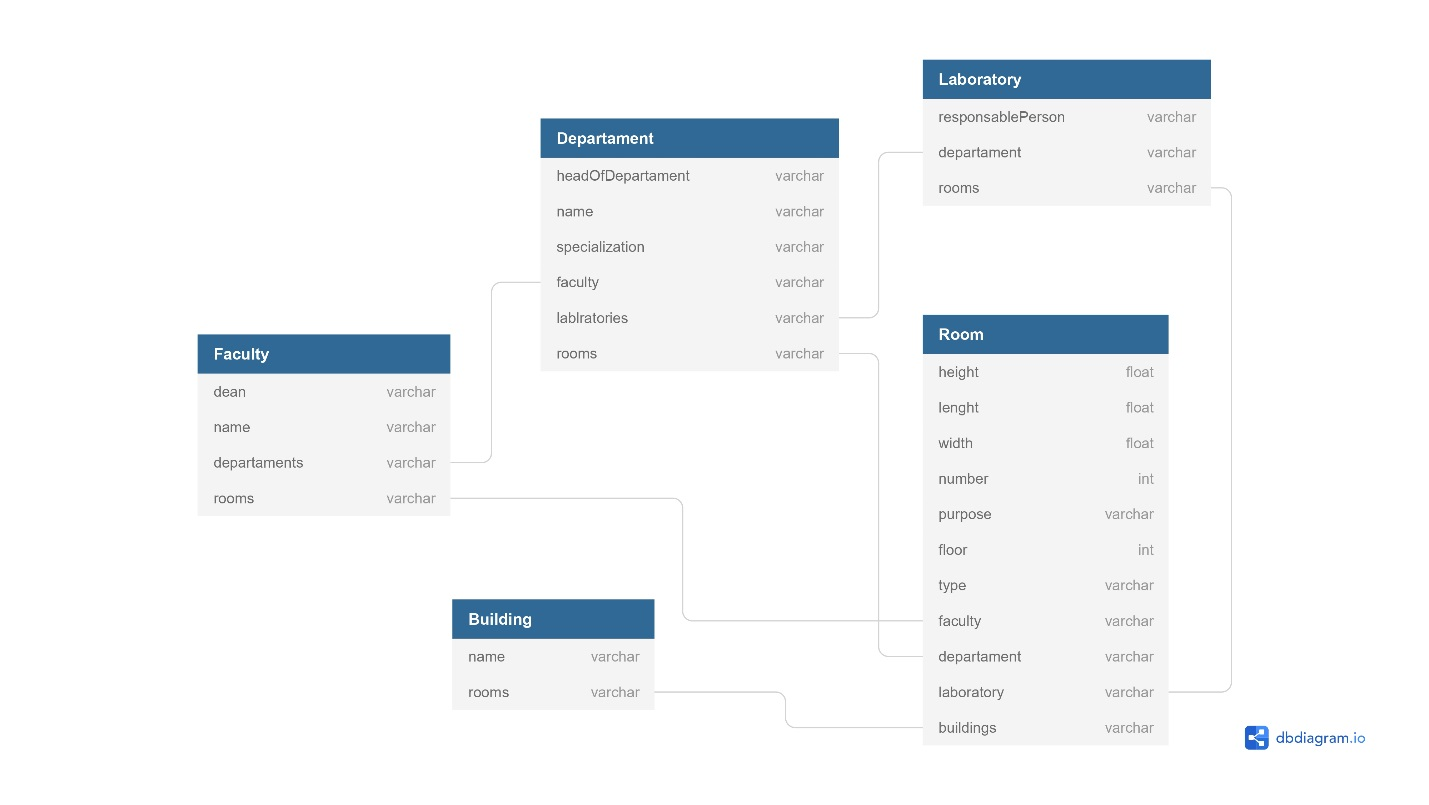 Laboratory
responsablePerson varchar
departament varchar
rooms varchar
Departament
headOfDepartament varchar
name varchar
specialization varchar
faculty varchar
lablratories varchar
rooms varchar
Faculty
dean varchar
name varchar
departaments varchar
rooms varchar
Room
height float
lenght float
width float
number int
purpose varchar
floor int
type varchar
faculty varchar
departament varchar
laboratory varchar
buildings varchar
Building
name varchar
rooms varchar
dbdiagram.io